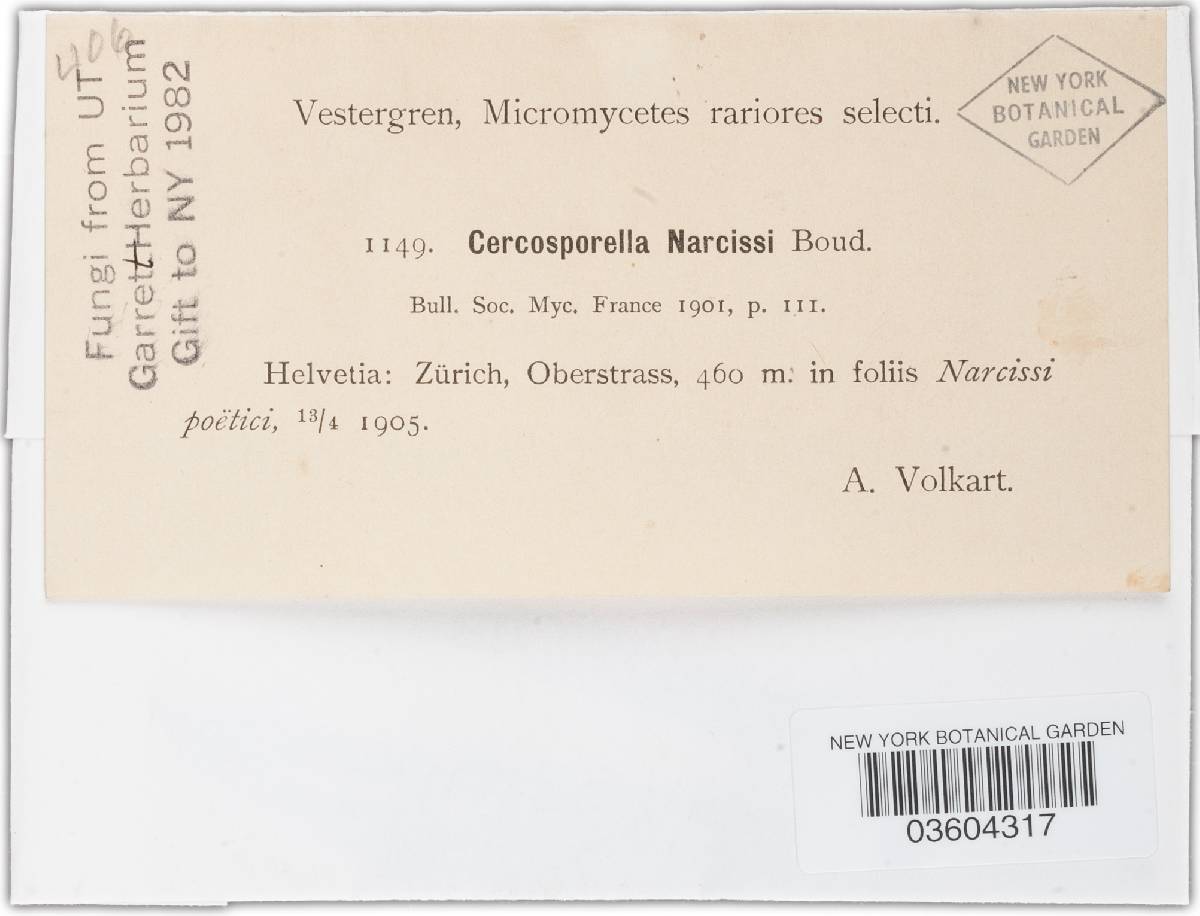 406
Fungi from UT
Garrett Herbarium
Gift to NY 1982
Vestergren, Micromycetes rariores selecti.
NEW YORK
BOTANICAL
GARDEN
1149. Cercosporella Narcissi Boud.
Bull. Soc. Myc. France 1901, p. 111.
Helvetia: Zürich, Oberstrass, 460 m. in foliis Narcissi
poëtici, 13/4 1905.
A. Volkart.
NEW YORK BOTANICAL GARDEN
03604317